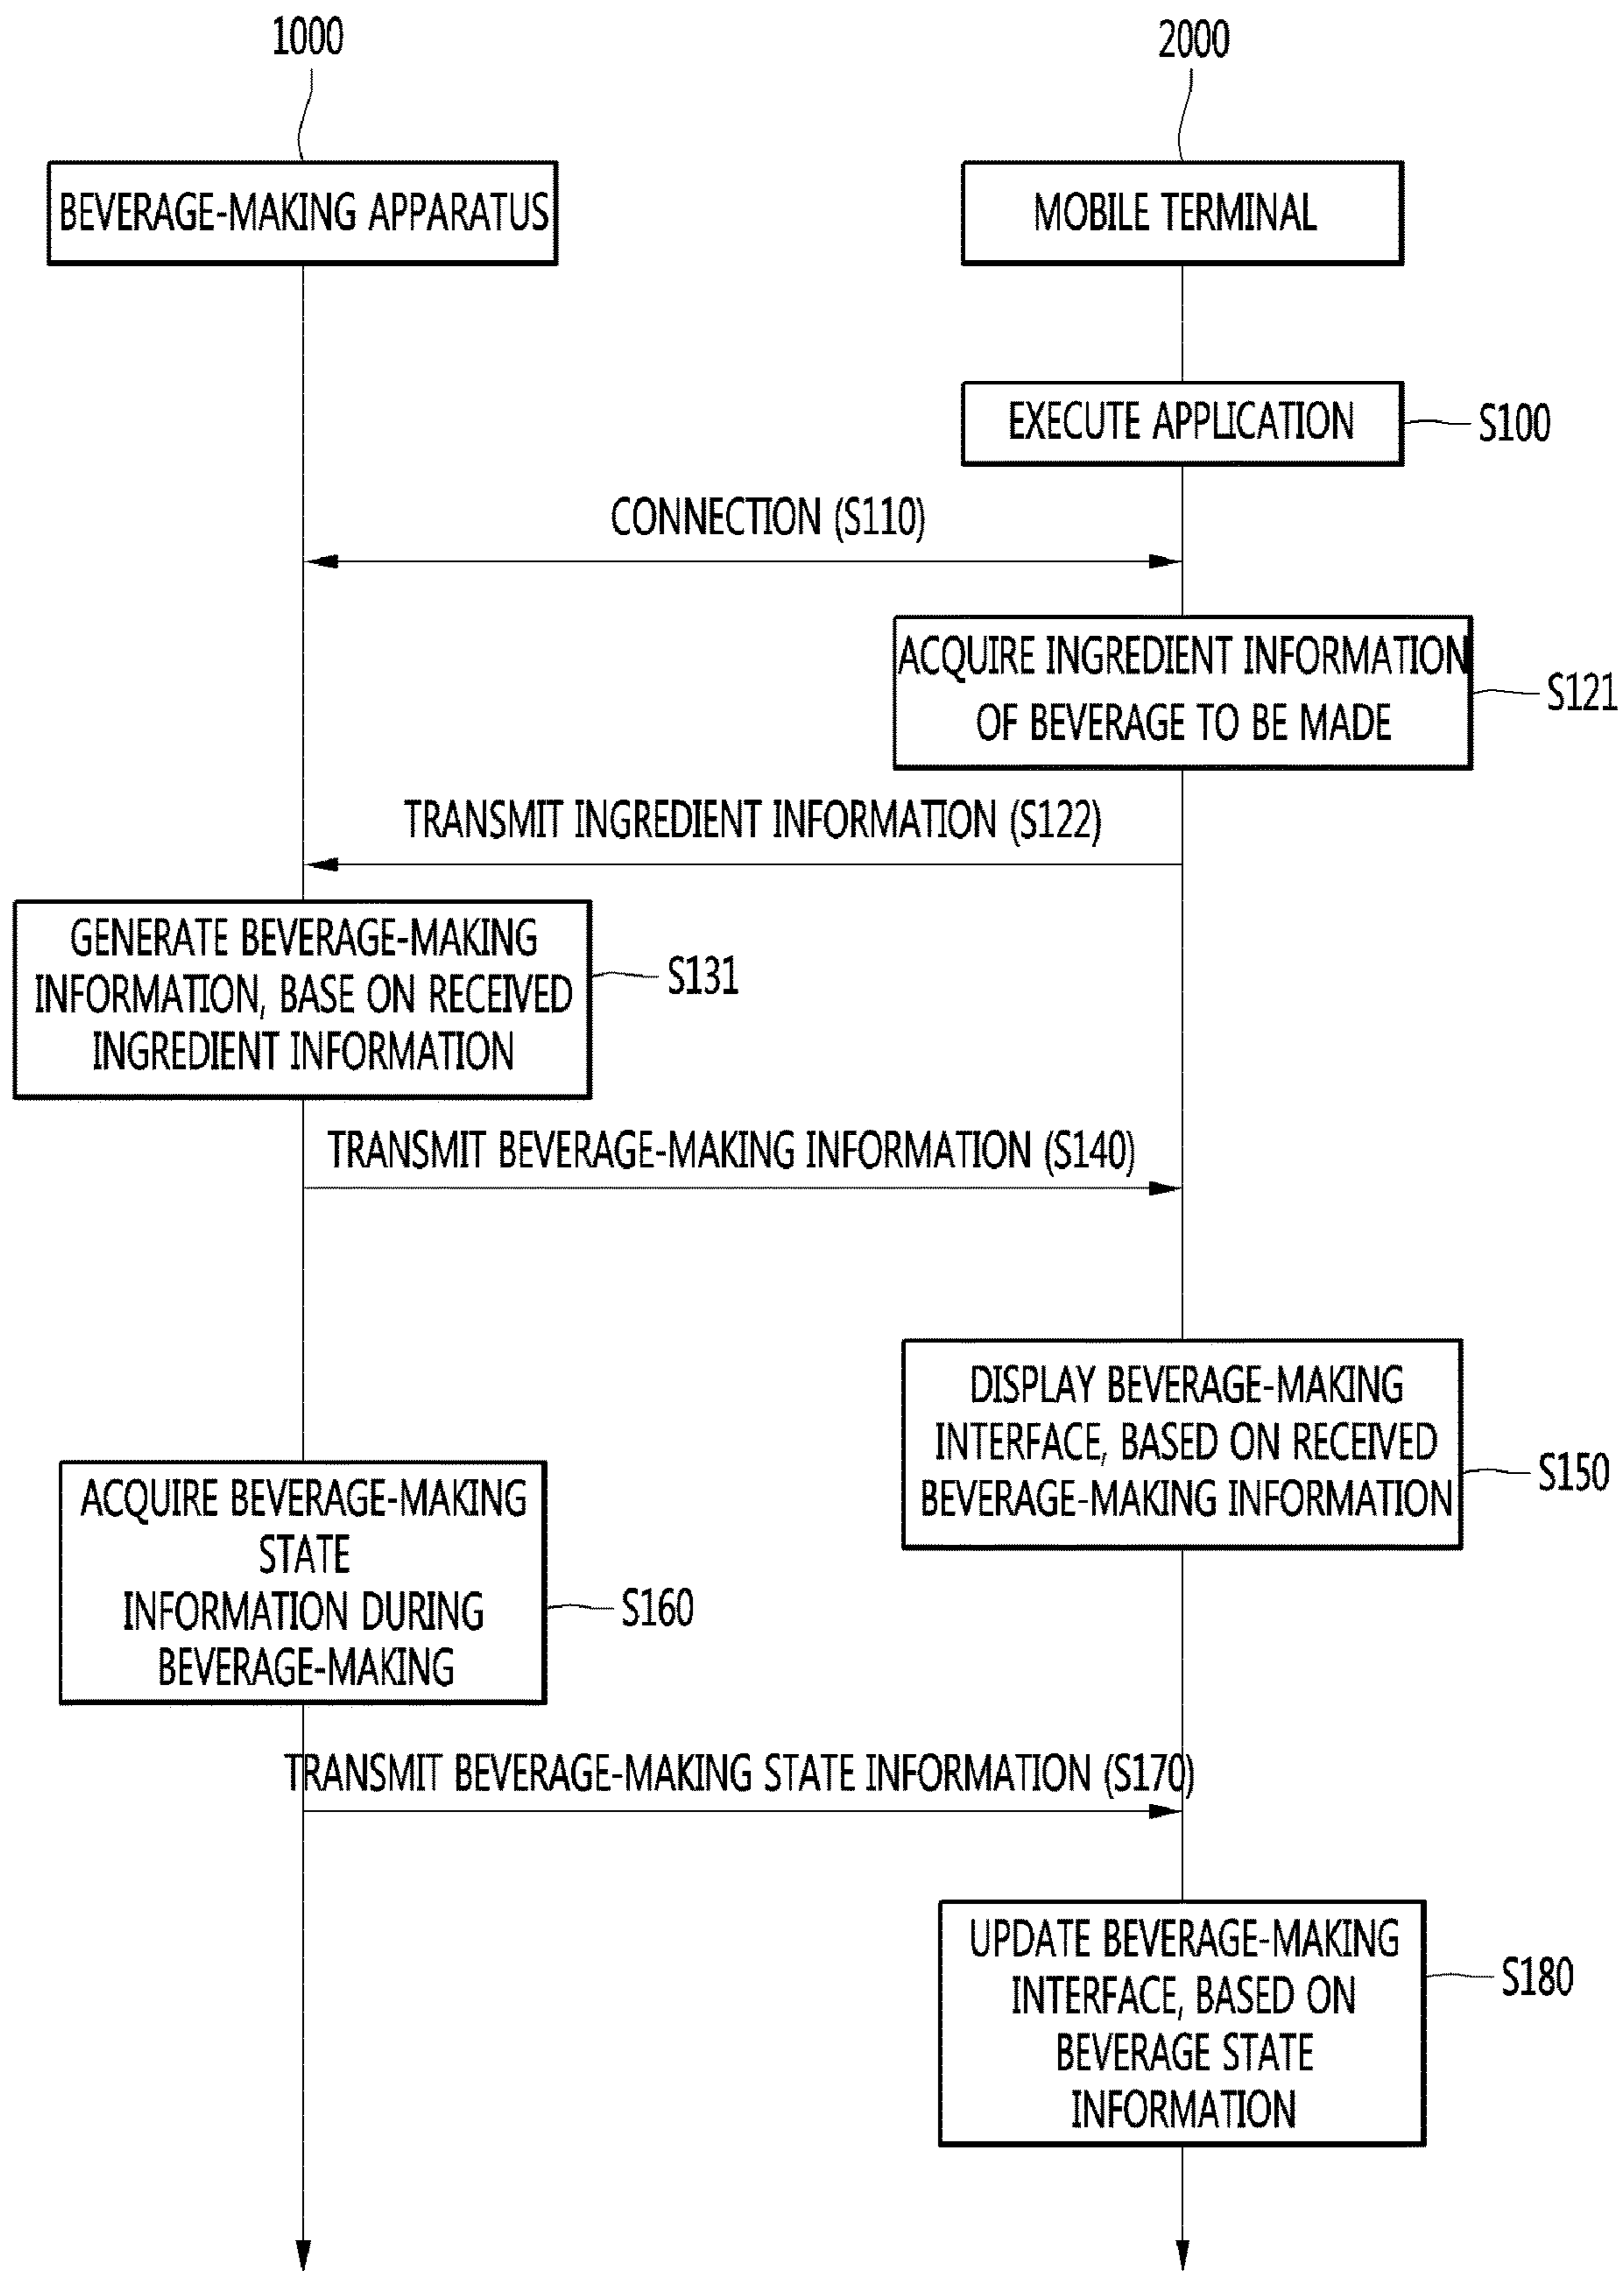 1000
2000
BEVERAGE-MAKING APPARATUS
MOBILE TERMINAL
EXECUTE APPLICATION
S100
CONNECTION (S110)
ACQUIRE INGREDIENT INFORMATION
OF BEVERAGE TO BE MADE
S121
TRANSMIT INGREDIENT INFORMATION (S122)
GENERATE BEVERAGE-MAKING
INFORMATION, BASE ON RECEIVED
INGREDIENT INFORMATION
S131
TRANSMIT BEVERAGE-MAKING INFORMATION (S140)
DISPLAY BEVERAGE-MAKING
INTERFACE, BASED ON RECEIVED
BEVERAGE-MAKING INFORMATION
S150
ACQUIRE BEVERAGE-MAKING
STATE
INFORMATION DURING
BEVERAGE-MAKING
S160
TRANSMIT BEVERAGE-MAKING STATE INFORMATION (S170)
UPDATE BEVERAGE-MAKING
INTERFACE, BASED ON
BEVERAGE STATE
INFORMATION
S180